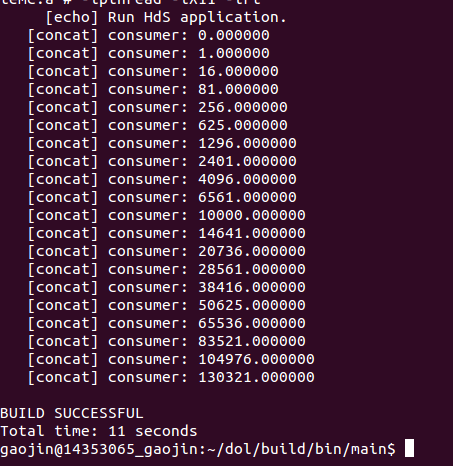 [echo] Run HdS application.
[concat] consumer: 0.000000
[concat] consumer: 1.000000
[concat] consumer: 16.000000
[concat] consumer: 81.000000
[concat] consumer: 256.000000
[concat] consumer: 625.000000
[concat] consumer: 1296.000000
[concat] consumer: 2401.000000
[concat] consumer: 4096.000000
[concat] consumer: 6561.000000
[concat] consumer: 10000.000000
[concat] consumer: 14641.000000
[concat] consumer: 20736.000000
[concat] consumer: 28561.000000
[concat] consumer: 38416.000000
[concat] consumer: 50625.000000
[concat] consumer: 65536.000000
[concat] consumer: 83521.000000
[concat] consumer: 104976.000000
[concat] consumer: 130321.000000
BUILD SUCCESSFUL
Total time: 11 seconds
gaojin@14353065_gaojin:~/dol/build/bin/main$